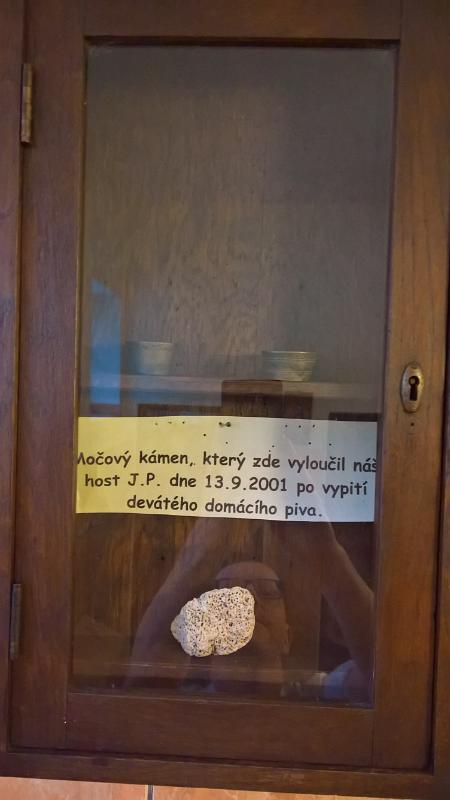 Močový kámen, který zde vyloučil náš
host J.P. dne 13.9.2001 po vypití
devátého domácího piva.